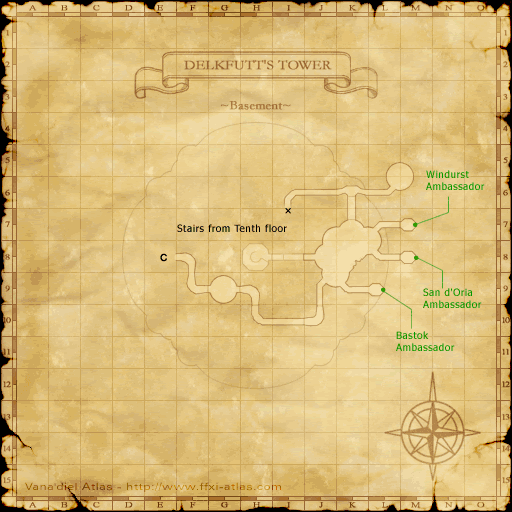 A B C D E F G H I J K L M N O
DELKFUTT'S TOWER
~Basement~
Windurst
Ambassador
x
Stairs from Tenth floor
C
San d'Oria
Ambassador
Bastok
Ambassador
1
2
3
4
5
6
7
8
9
10
11
12
13
14
15
Vana'diel Atlas - http://www.ffxi-atlas.com
A B C D E F G H I J K L M N O